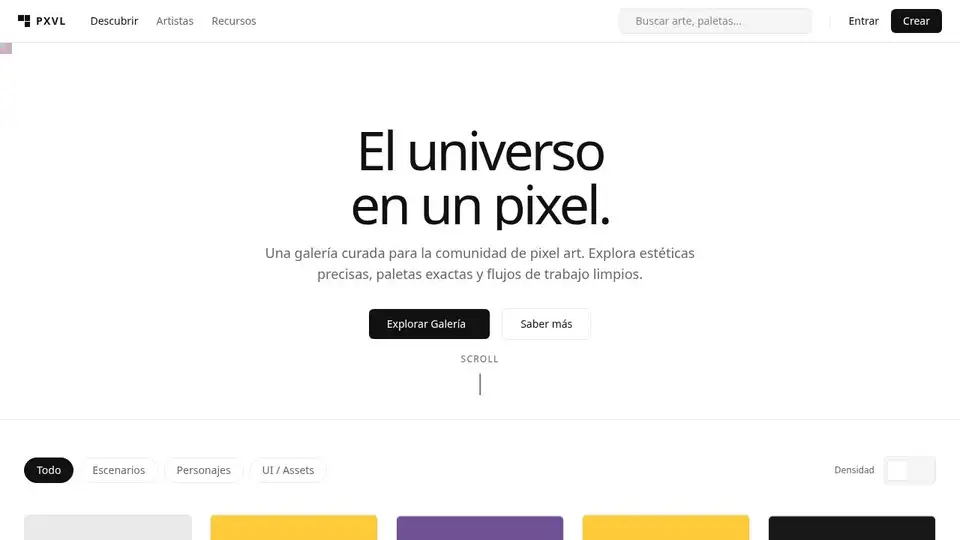 PXVL
Descubrir
Artistas
Recursos
Buscar arte, paletas...
Entrar
Crear
El universo
en un pixel.
Una galería curada para la comunidad de pixel art. Explora estéticas
precisas, paletas exactas y flujos de trabajo limpios.
Explorar Galería
Saber más
SCROLL
Todo
Escenarios
Personajes
UI / Assets
Densidad